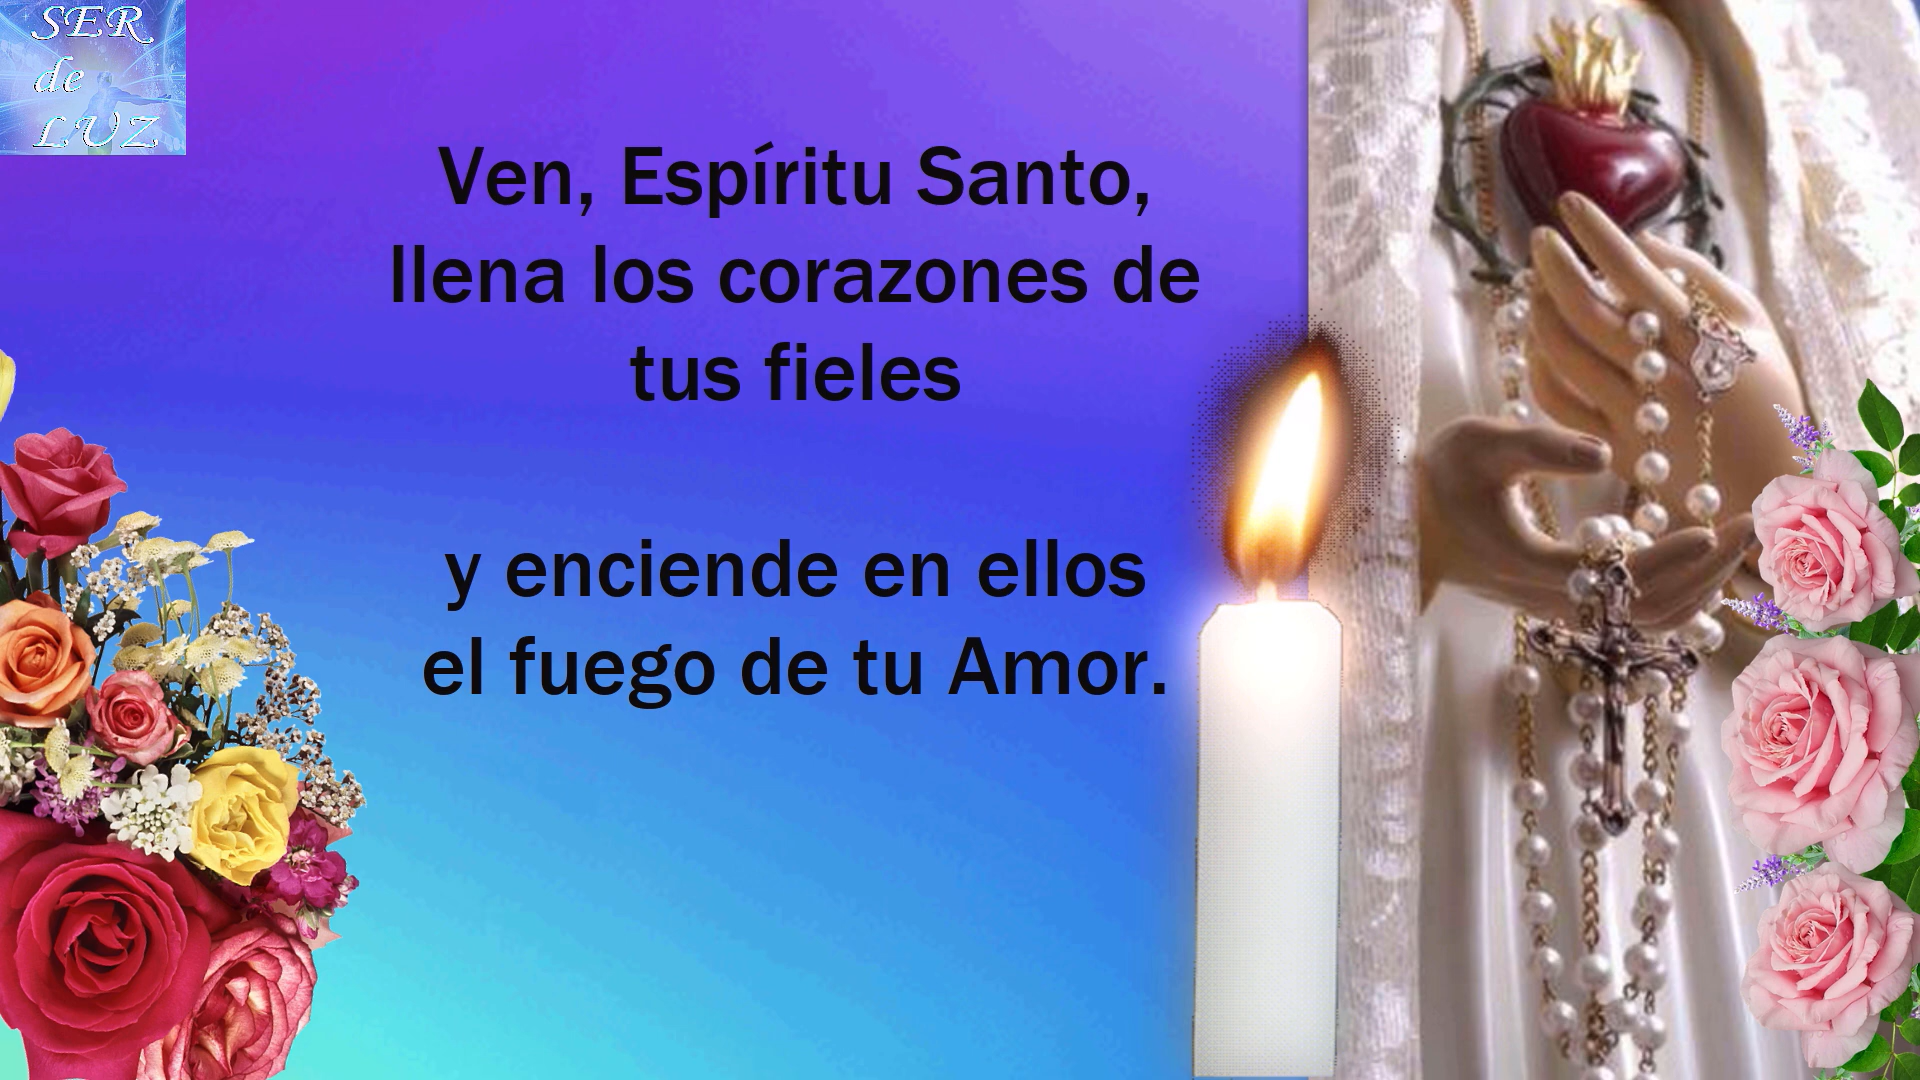 SER
de
LUZ
Ven, Espíritu Santo,
llena los corazones de
tus fieles
y enciende en ellos
el fuego de tu Amor.